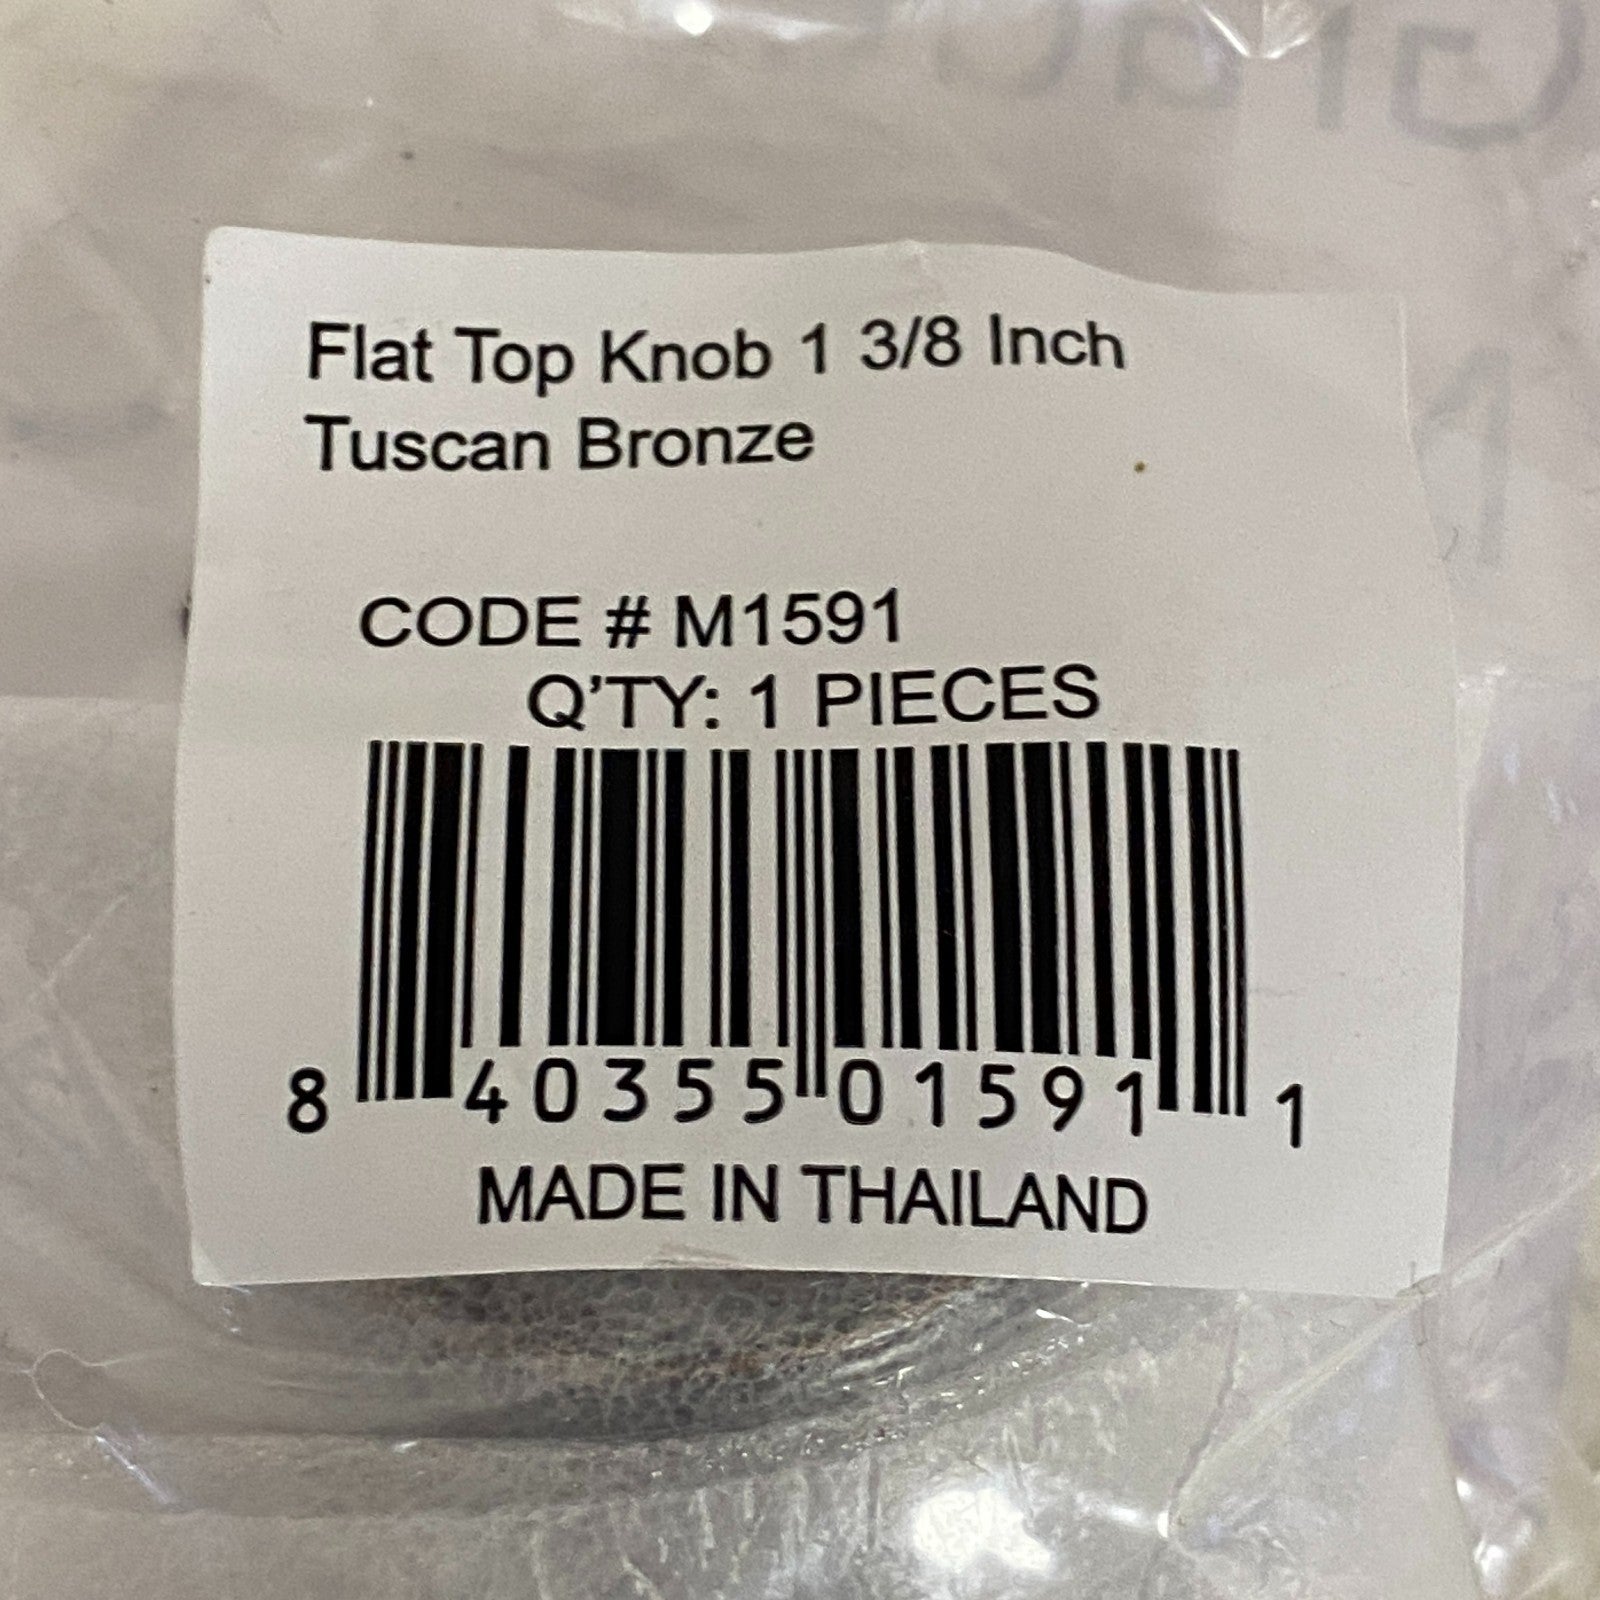 Flat Top Knob 1 3/8 Inch
Tuscan Bronze
CODE # M1591
Q'TY: 1 PIECES
8 40355 01591 1
MADE IN THAILAND